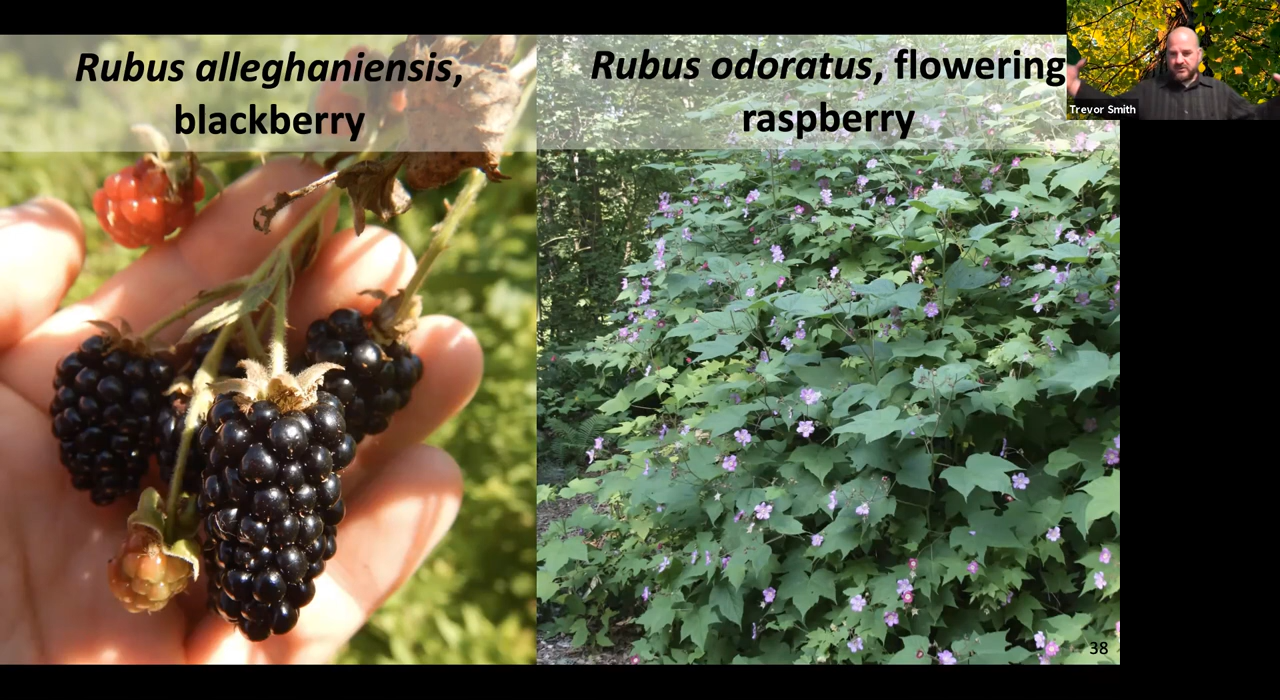 Rubus alleghaniensis,
blackberry
Rubus odoratus, flowering
raspberry
Trevor Smith
38